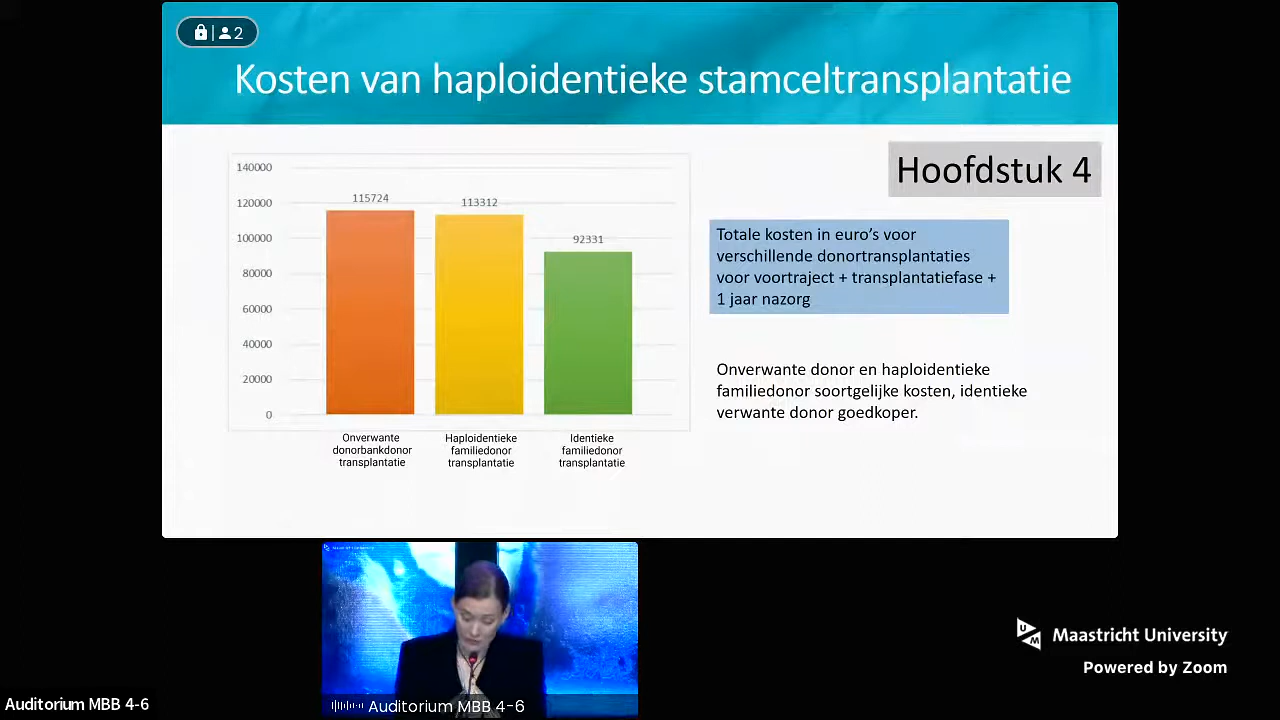 2
Kosten van haploidentieke stamceltransplantatie
Hoofdstuk 4
140000
120000
100000
80000
60000
40000
20000
0
115724
113312
92331
Onverwante
donorbankdonor
transplantatie
Haploidentieke
familiedonor
transplantatie
Identieke
familiedonor
transplantatie
Totale kosten in euro's voor
verschillende donortransplantaties
voor voortraject + transplantatiefase +
1 jaar nazorg
Onverwante donor en haploidentieke
familiedonor soortgelijke kosten, identieke
verwante donor goedkoper.
Auditorium MBB 4-6
UM Maastricht University
Powered by Zoom
Auditorium MBB 4-6